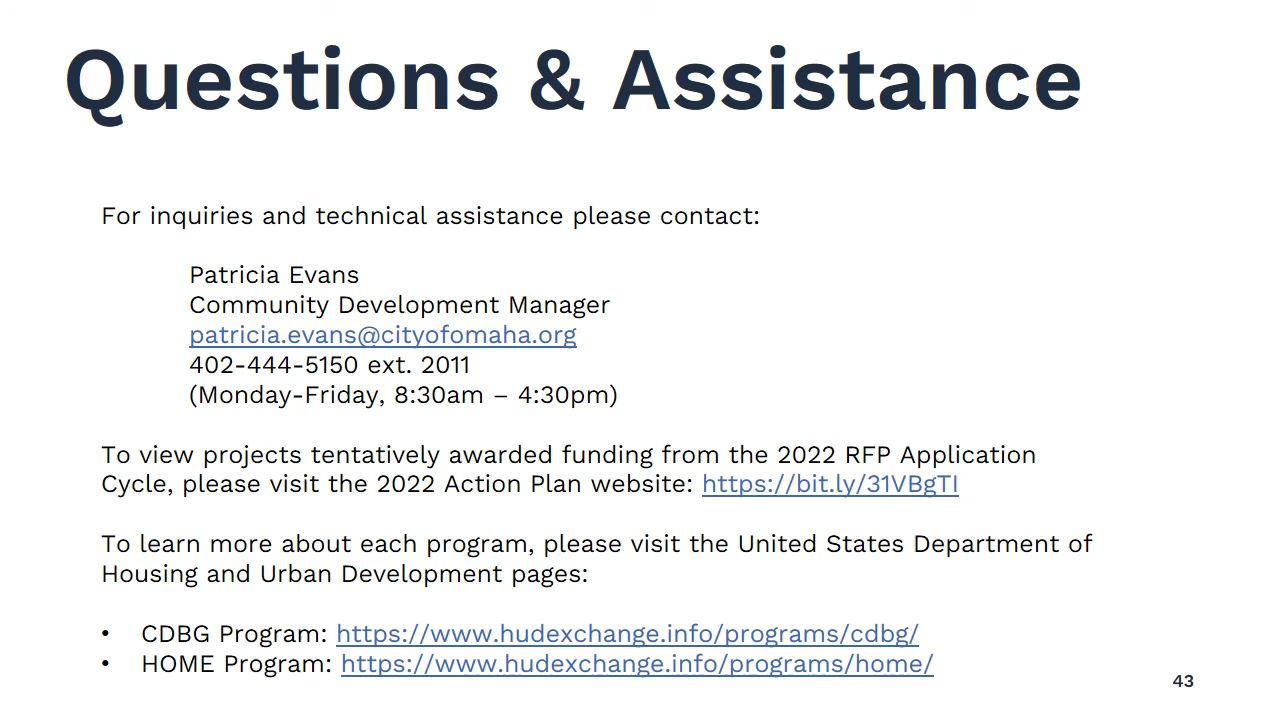 Questions & Assistance
For inquiries and technical assistance please contact:
Patricia Evans
Community Development Manager
patricia.evans@cityofomaha.org
402-444-5150 ext. 2011
(Monday-Friday, 8:30am – 4:30pm)
To view projects tentatively awarded funding from the 2022 RFP Application
Cycle, please visit the 2022 Action Plan website: https://bit.ly/31VBgTI
To learn more about each program, please visit the United States Department of
Housing and Urban Development pages:
• CDBG Program: https://www.hudexchange.info/programs/cdbg/
• HOME Program: https://www.hudexchange.info/programs/home/
43